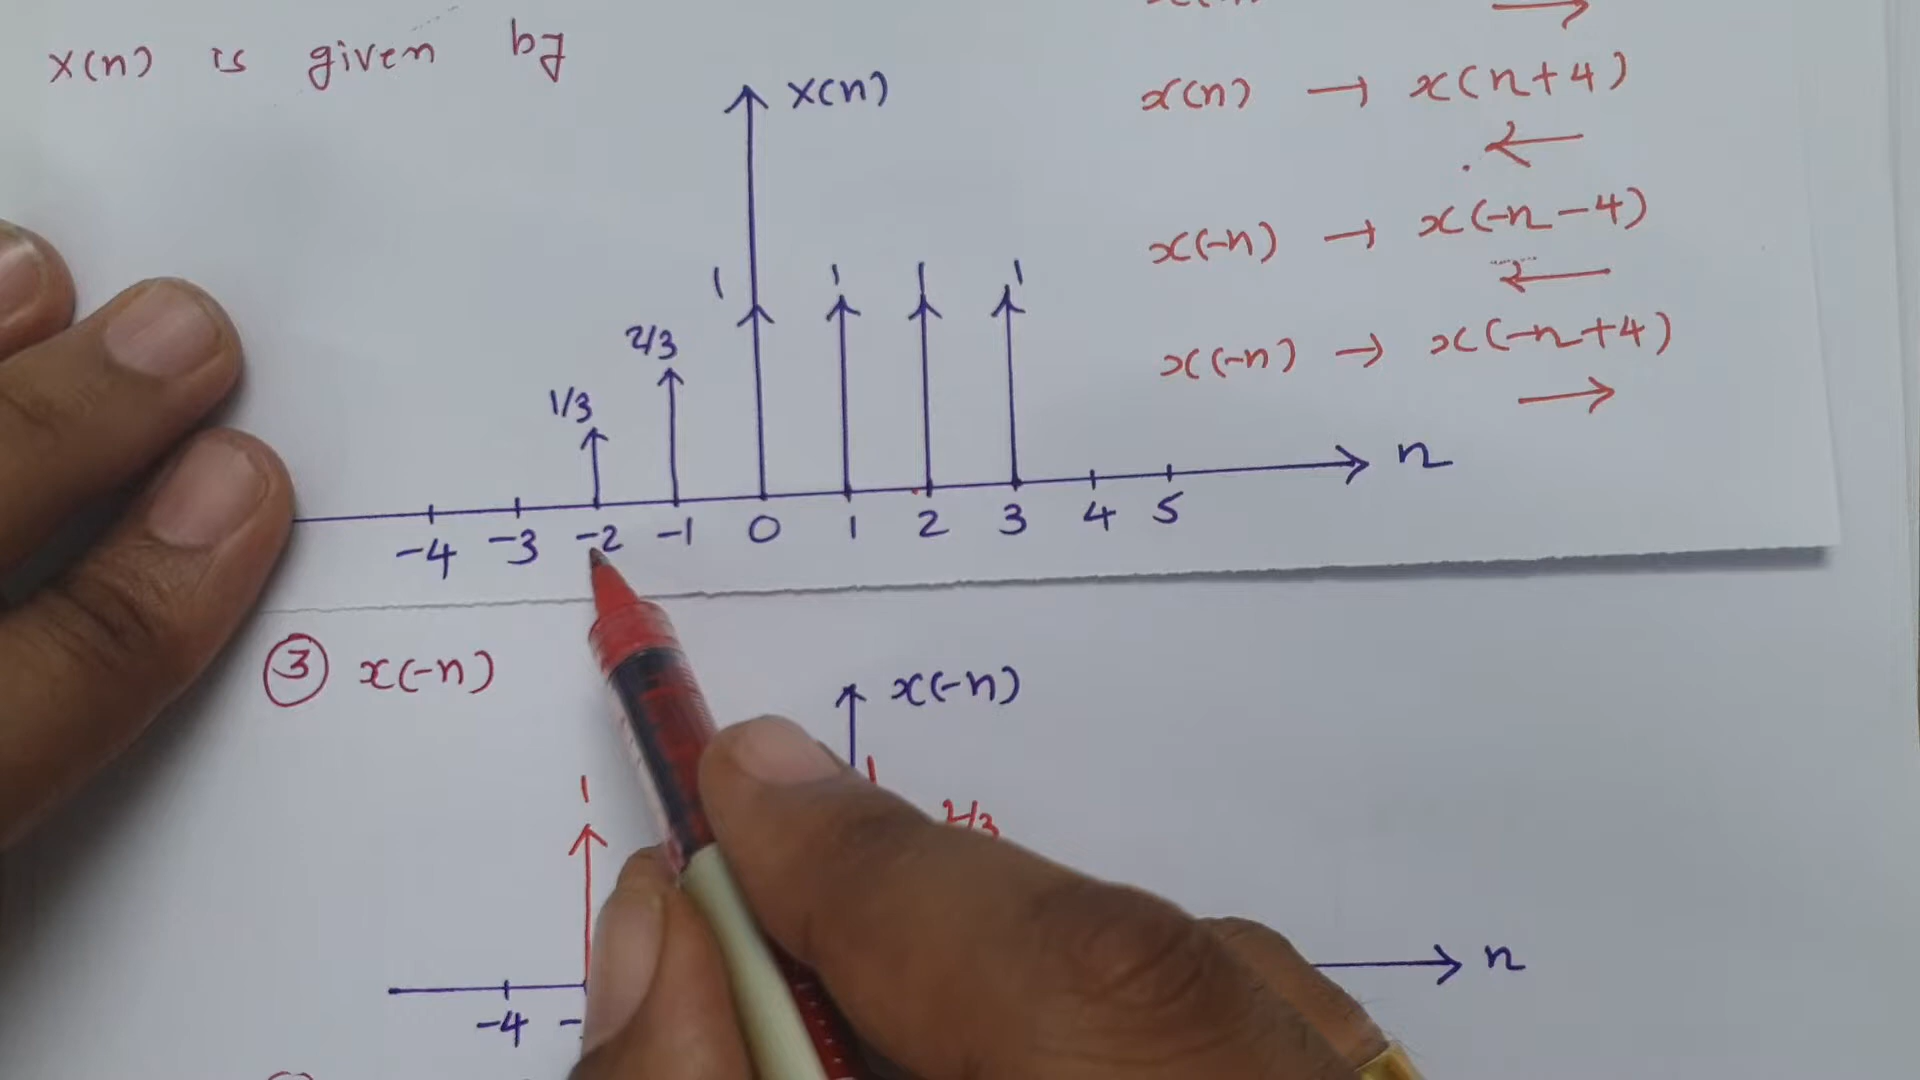 x(n) is given by
x(n)
x(n) → x(n+4)
←
x(-n) → x(-n-4)
←
x(-n) → x(-n+4)
→
1 1 1 1
2/3
1/3
n
-4 -3 -2 -1 0 1 2 3 4 5
③ x(-n)
x(-n)
1
1
2/3
n
-4 -